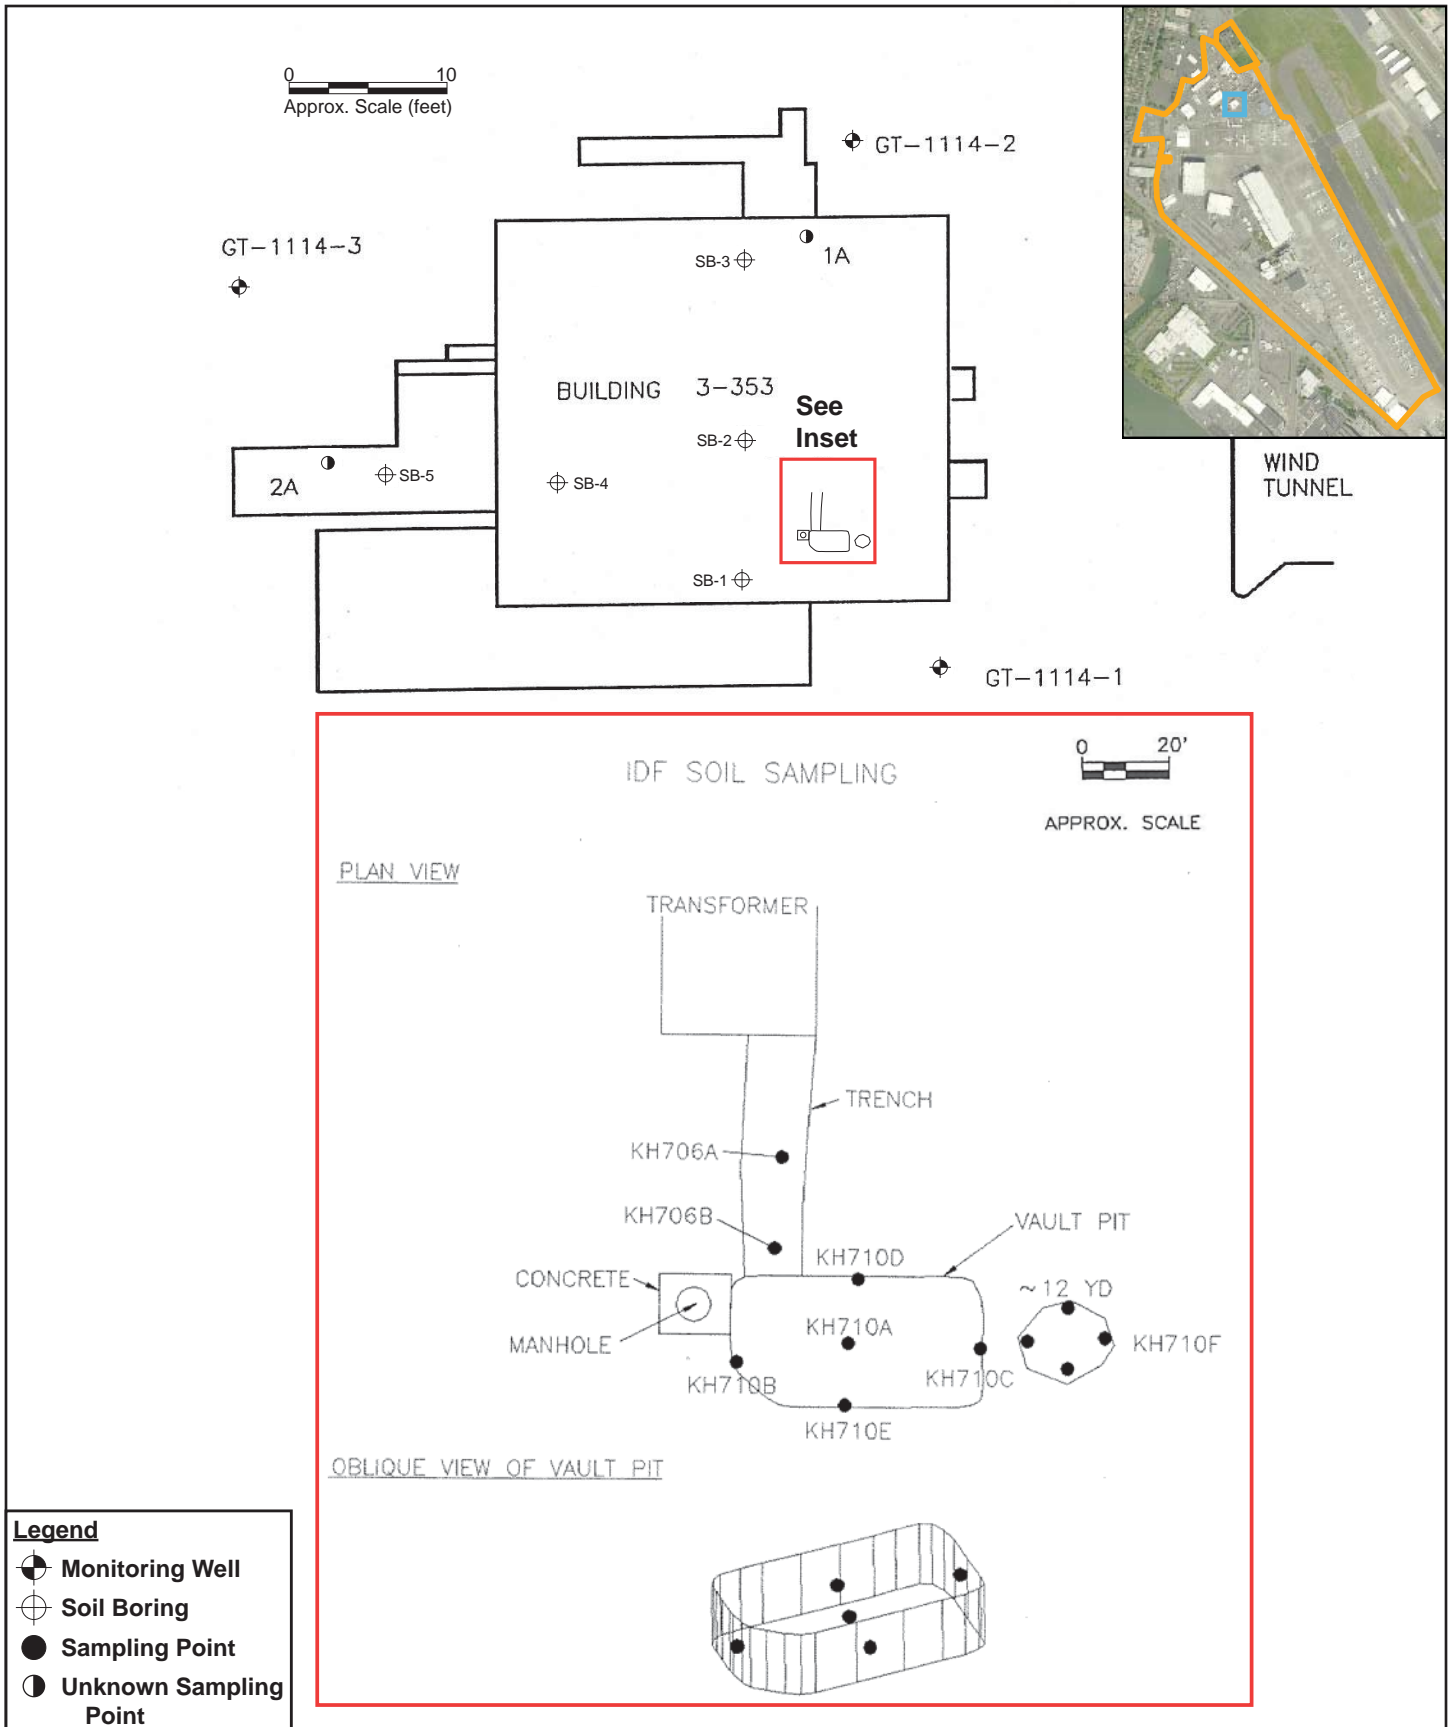 0 10
Approx. Scale (feet)
GT-1114-2
GT-1114-3
SB-3
1A
BUILDING 3-353
See
Inset
SB-2
WIND
TUNNEL
2A
SB-5
SB-4
SB-1
GT-1114-1
IDF SOIL SAMPLING
0 20'
APPROX. SCALE
PLAN VIEW
TRANSFORMER
TRENCH
KH706A
KH706B
VAULT PIT
KH710D
CONCRETE
~12 YD
KH710A
MANHOLE
KH710F
KH710B
KH710C
KH710E
OBLIQUE VIEW OF VAULT PIT
Legend
Monitoring Well
Soil Boring
Sampling Point
Unknown Sampling
Point